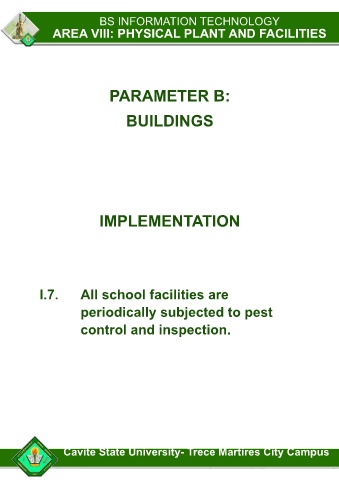 BS INFORMATION TECHNOLOGY
AREA VIII: PHYSICAL PLANT AND FACILITIES
PARAMETER B:
BUILDINGS
IMPLEMENTATION
I.7. All school facilities are
periodically subjected to pest
control and inspection.
Cavite State University- Trece Martires City Campus